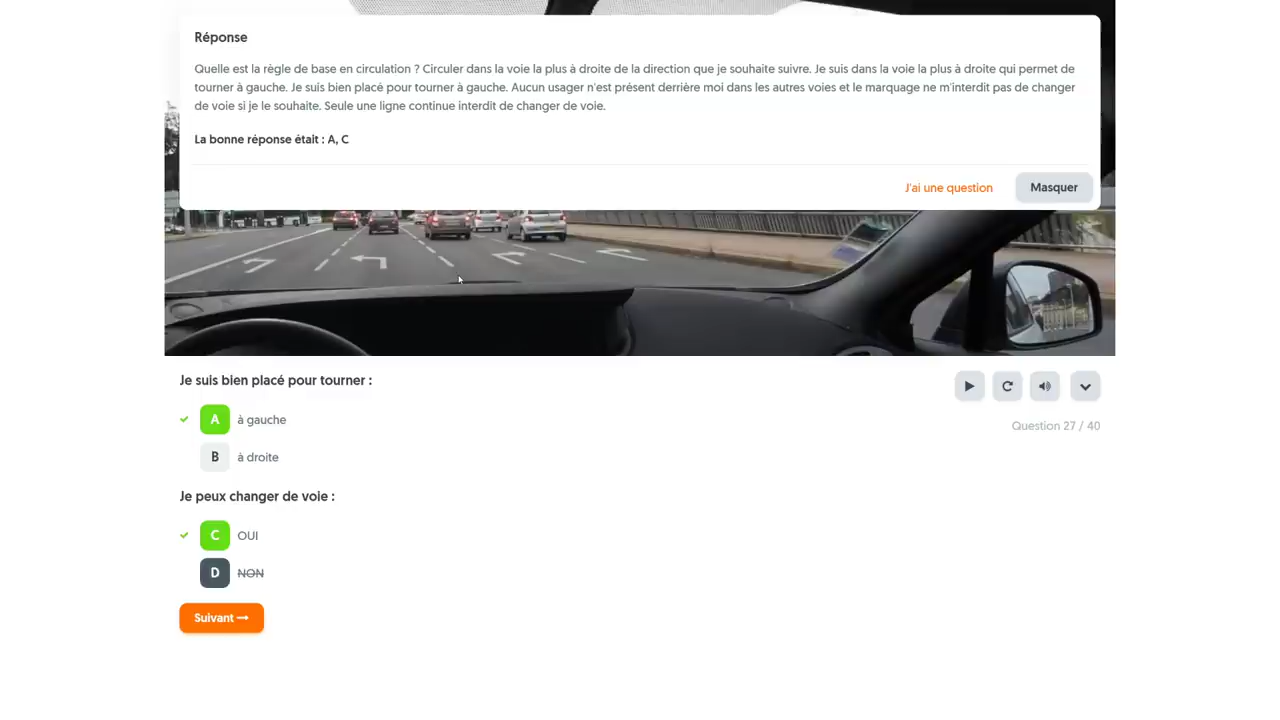 Réponse
Quelle est la règle de base en circulation ? Circuler dans la voie la plus à droite de la direction que je souhaite suivre. Je suis dans la voie la plus à droite qui permet de
tourner à gauche. Je suis bien placé pour tourner à gauche. Aucun usager n'est présent derrière moi dans les autres voies et le marquage ne m'interdit pas de changer
de voie si je le souhaite. Seule une ligne continue interdit de changer de voie.
La bonne réponse était : A, C
J'ai une question
Masquer
Je suis bien placé pour tourner :
A à gauche
B à droite
Question 27 / 40
Je peux changer de voie :
C OUI
D NON
Suivant →